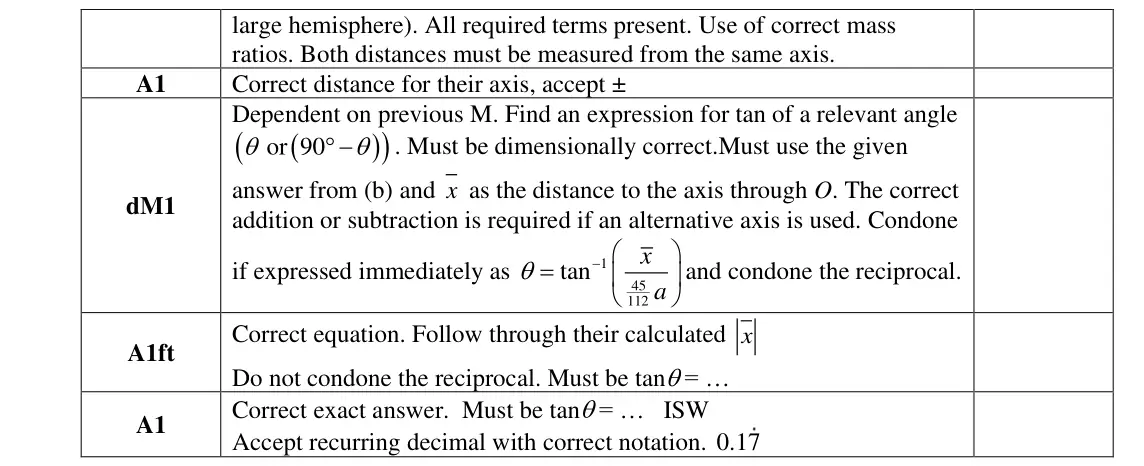 large hemisphere). All required terms present. Use of correct mass
ratios. Both distances must be measured from the same axis.
A1 Correct distance for their axis, accept ±
Dependent on previous M. Find an expression for tan of a relevant angle
(θ or(90°−θ)). Must be dimensionally correct.Must use the given
answer from (b) and x̅ as the distance to the axis through O. The correct
dM1
addition or subtraction is required if an alternative axis is used. Condone
if expressed immediately as θ = tan⁻¹(x̅ / (45/112 a)) and condone the reciprocal.
Correct equation. Follow through their calculated |x̅|
A1ft
Do not condone the reciprocal. Must be tanθ = …
Correct exact answer. Must be tanθ = … ISW
A1
Accept recurring decimal with correct notation. 0.17̇